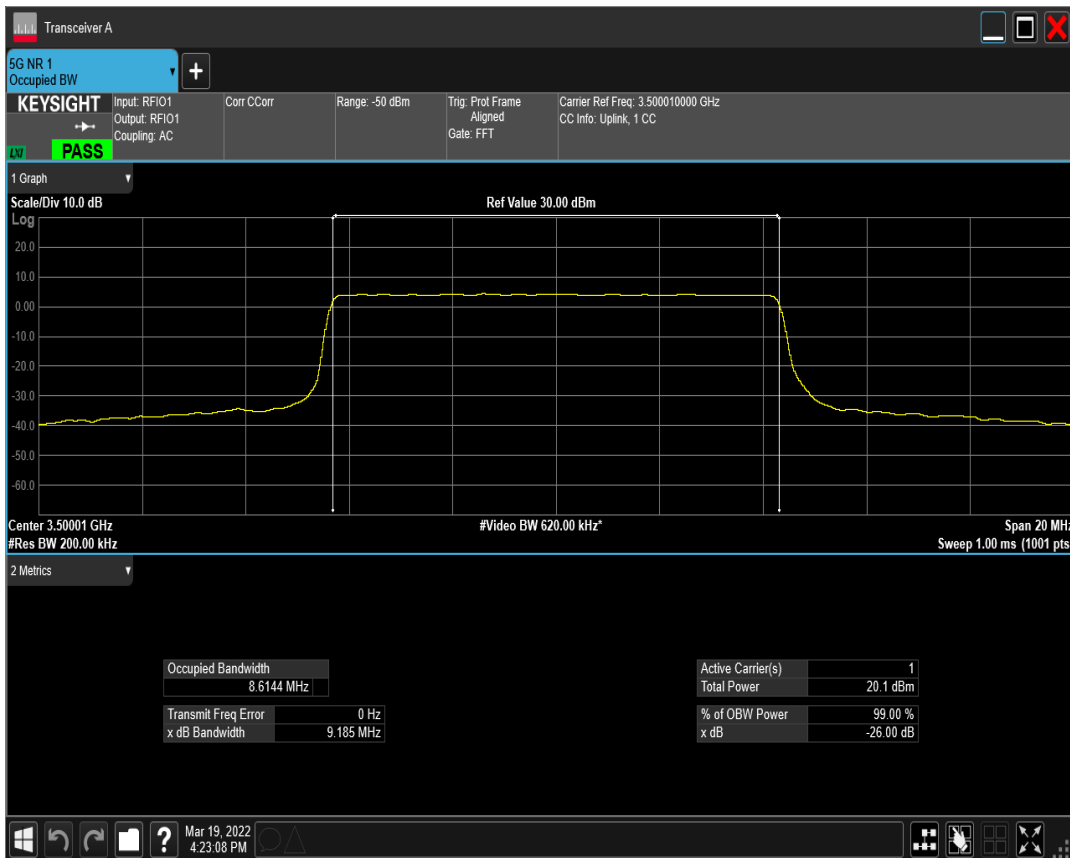 Transceiver A
5G NR 1
Occupied BW
KEYSIGHT
LXI
PASS
Input: RFIO1
Output: RFIO1
Coupling: AC
Corr CCorr
Range: -50 dBm
Trig: Prot Frame
Aligned
Gate: FFT
Carrier Ref Freq: 3.500010000 GHz
CC Info: Uplink, 1 CC
1 Graph
Scale/Div 10.0 dB
Ref Value 30.00 dBm
Log
20.0
10.0
0.00
-10.0
-20.0
-30.0
-40.0
-50.0
-60.0
Center 3.50001 GHz
#Video BW 620.00 kHz*
Span 20 MHz
#Res BW 200.00 kHz
Sweep 1.00 ms (1001 pts
2 Metrics
Occupied Bandwidth
8.6144 MHz
Transmit Freq Error 0 Hz
x dB Bandwidth 9.185 MHz
Active Carrier(s) 1
Total Power 20.1 dBm
% of OBW Power 99.00 %
x dB -26.00 dB
?
Mar 19, 2022
4:23:08 PM